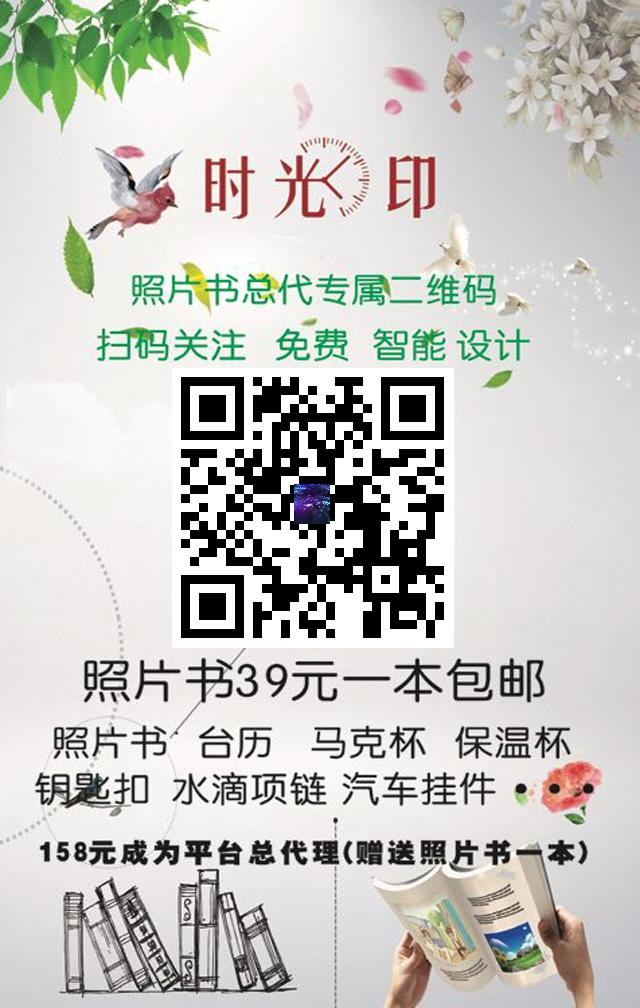 时光印
照片书总代专属二维码
扫码关注 免费 智能 设计
照片书39元一本包邮
照片书 台历 马克杯 保温杯
钥匙扣 水滴项链 汽车挂件
158元成为平台总代理(赠送照片书一本)